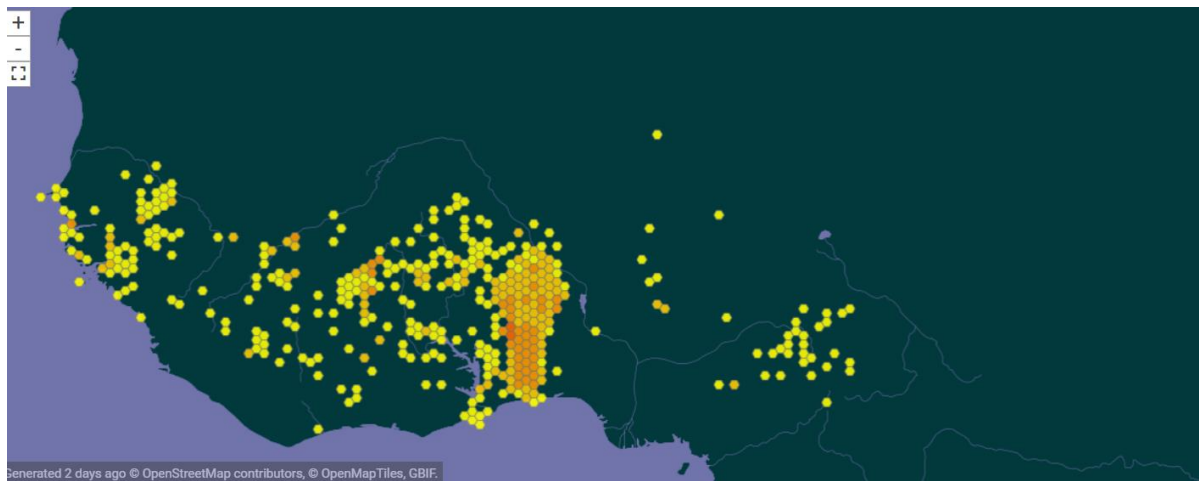 +
-
Generated 2 days ago © OpenStreetMap contributors, © OpenMapTiles, GBIF.